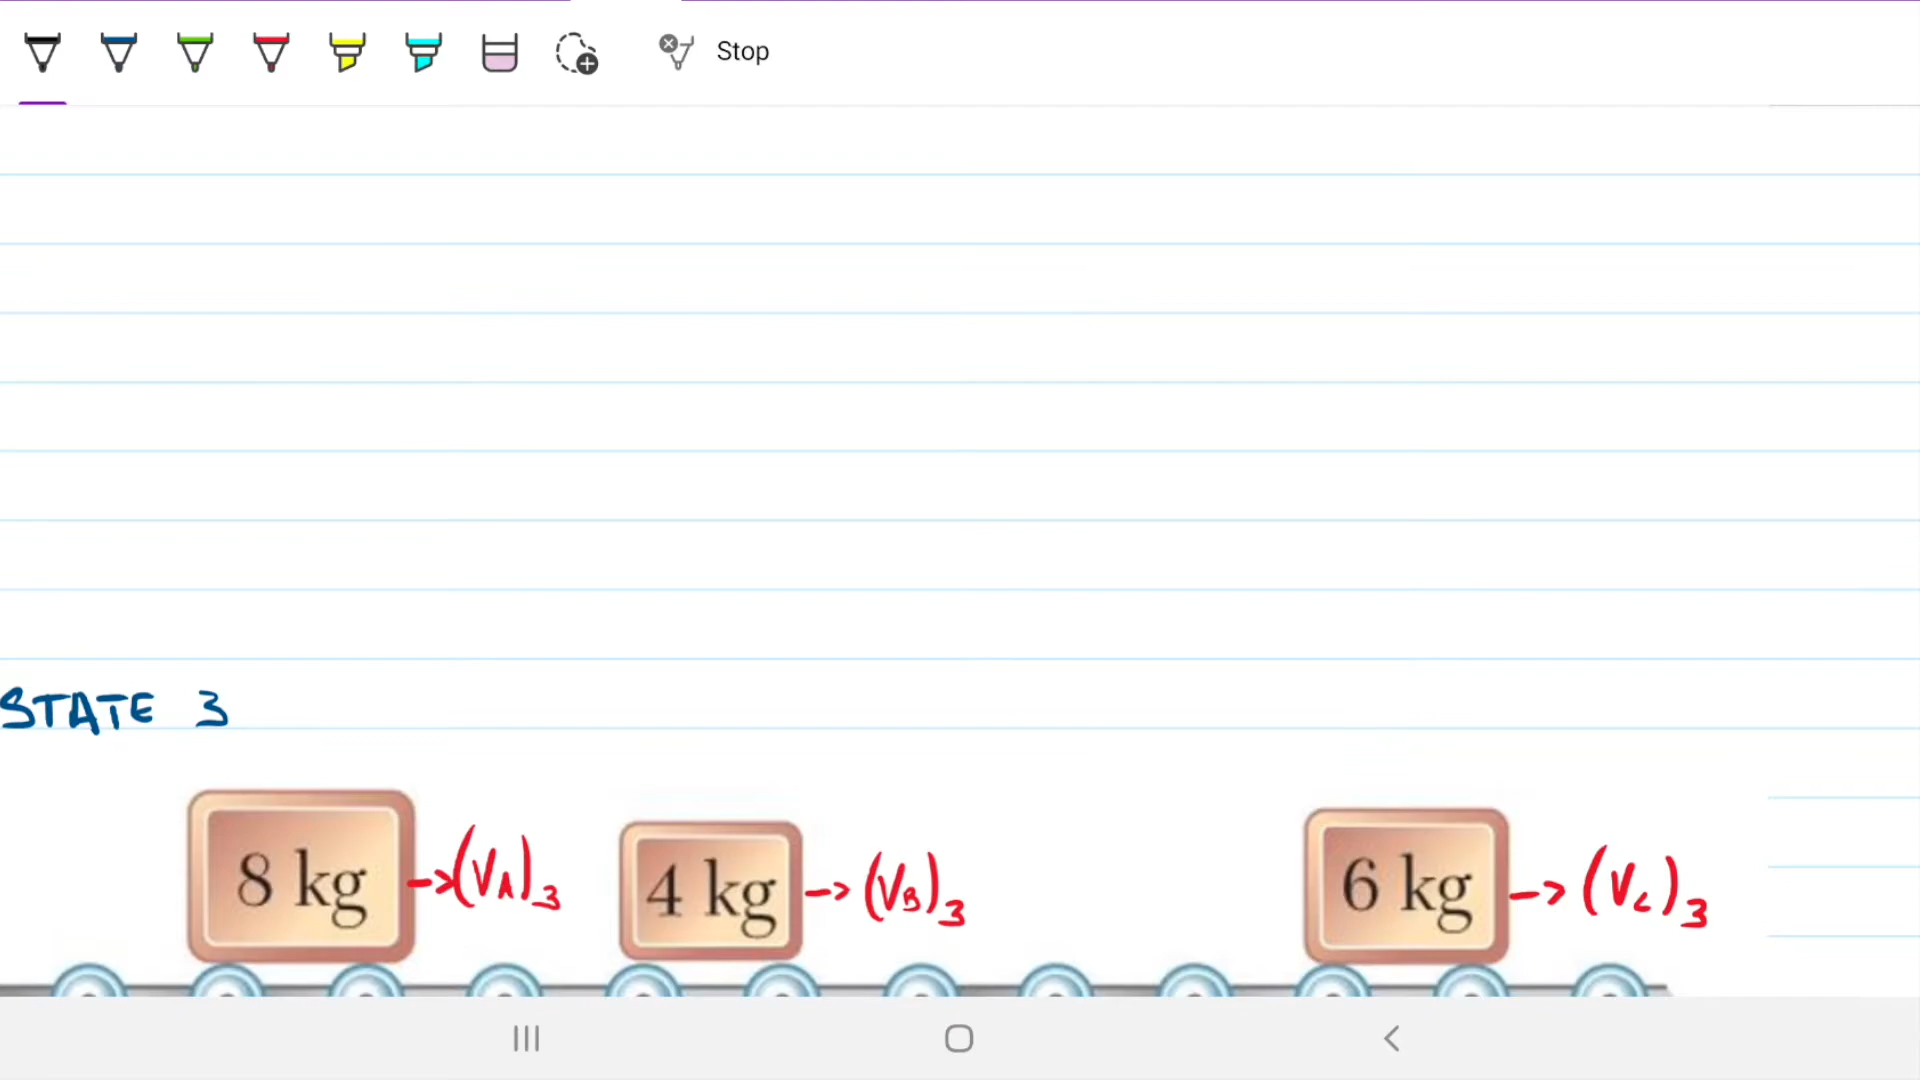 Stop
STATE 3
8 kg →(VA)3 4 kg →(VB)3 6 kg →(VC)3